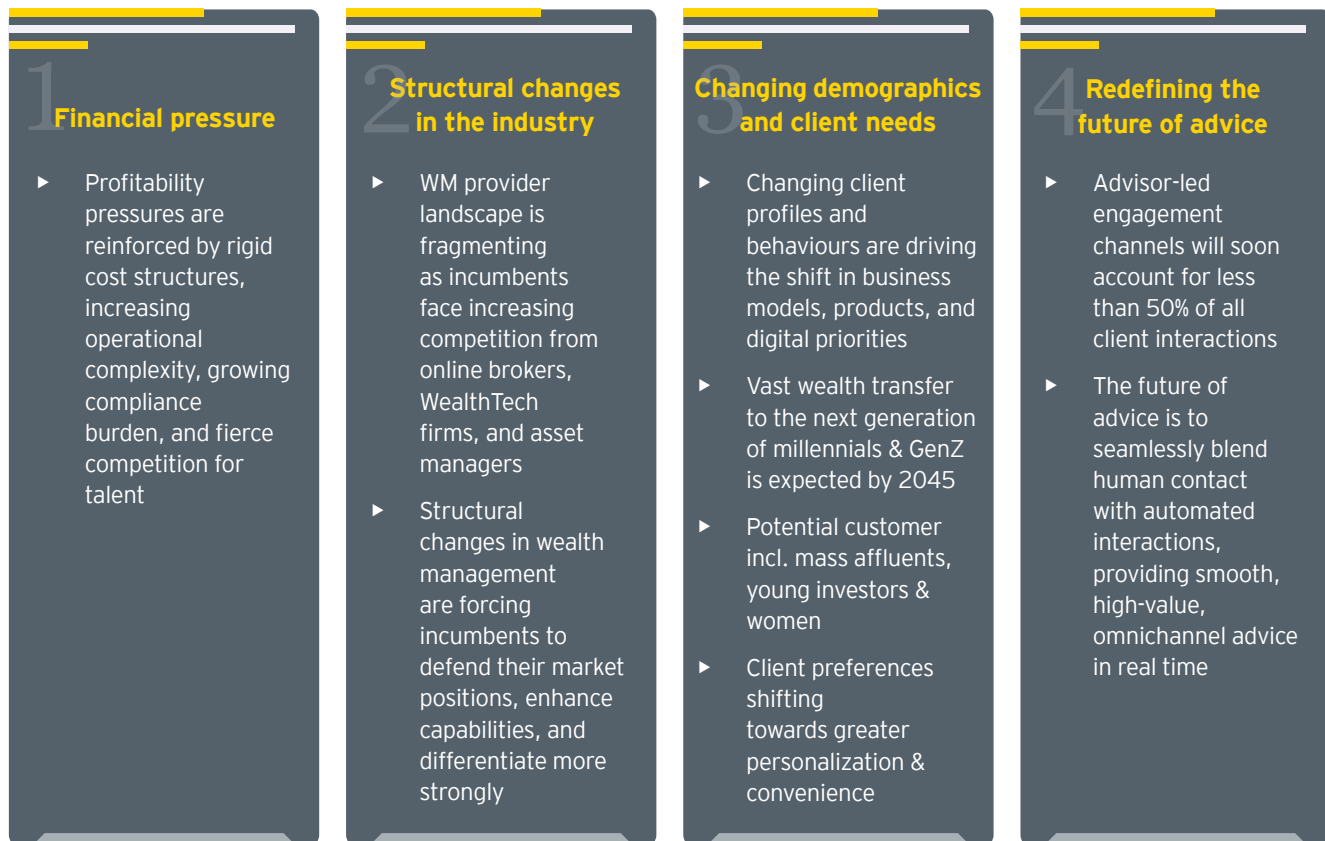 1
Financial pressure
▶ Profitability
pressures are
reinforced by rigid
cost structures,
increasing
operational
complexity, growing
compliance
burden, and fierce
competition for
talent
2
Structural changes
in the industry
▶ WM provider
landscape is
fragmenting
as incumbents
face increasing
competition from
online brokers,
WealthTech
firms, and asset
managers
▶ Structural
changes in wealth
management
are forcing
incumbents to
defend their market
positions, enhance
capabilities, and
differentiate more
strongly
3
Changing demographics
and client needs
▶ Changing client
profiles and
behaviours are driving
the shift in business
models, products, and
digital priorities
▶ Vast wealth transfer
to the next generation
of millennials & GenZ
is expected by 2045
▶ Potential customer
incl. mass affluents,
young investors &
women
▶ Client preferences
shifting
towards greater
personalization &
convenience
4
Redefining the
future of advice
▶ Advisor-led
engagement
channels will soon
account for less
than 50% of all
client interactions
▶ The future of
advice is to
seamlessly blend
human contact
with automated
interactions,
providing smooth,
high-value,
omnichannel advice
in real time